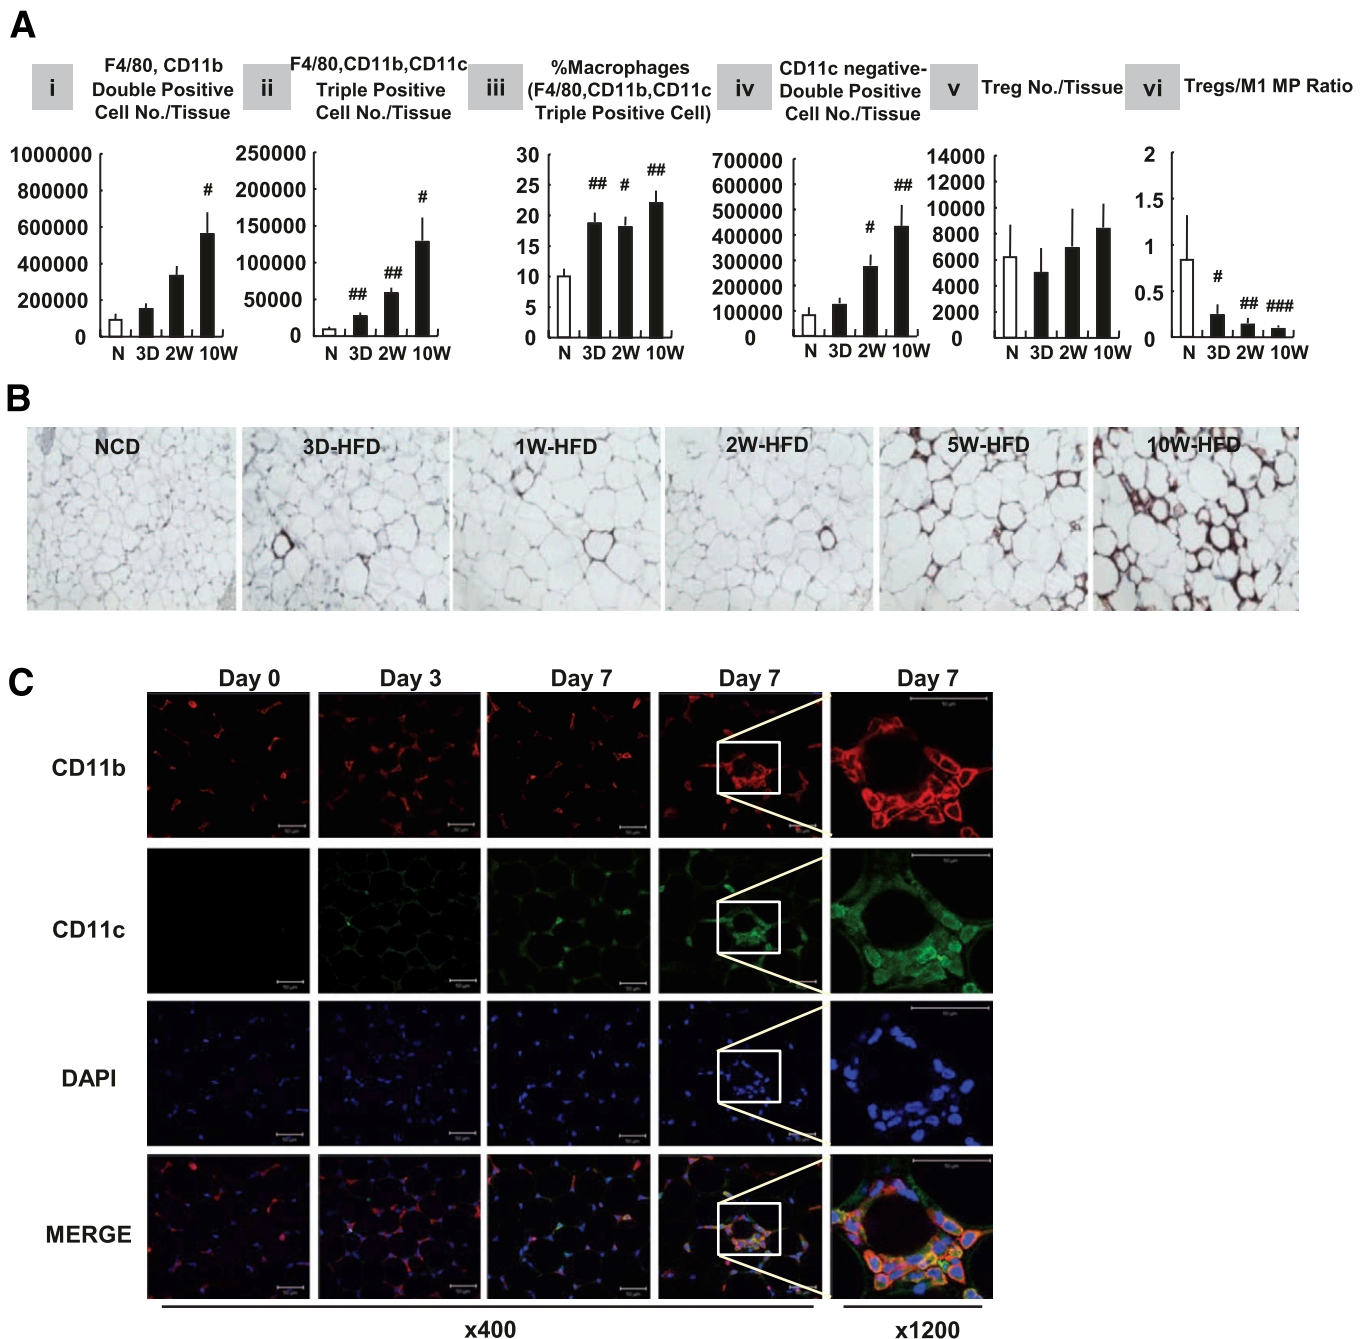 A
i
F4/80, CD11b
Double Positive
Cell No./Tissue
ii
F4/80,CD11b,CD11c
Triple Positive
Cell No./Tissue
iii
%Macrophages
(F4/80,CD11b,CD11c
Triple Positive Cell)
iv
CD11c negative-
Double Positive
Cell No./Tissue
v
Treg No./Tissue
vi
Tregs/M1 MP Ratio
1000000
800000
600000
400000
200000
0
#
N 3D 2W 10W
250000
200000
150000
100000
50000
0
## ## #
N 3D 2W 10W
30
25
20
15
10
5
0
## # ##
N 3D 2W 10W
700000
600000
500000
400000
300000
200000
100000
0
# ##
N 3D 2W 10W
14000
12000
10000
8000
6000
4000
2000
0
N 3D 2W 10W
2
1.5
1
0.5
0
# ## ###
N 3D 2W 10W
B
NCD
3D-HFD
1W-HFD
2W-HFD
5W-HFD
10W-HFD
C
Day 0 Day 3 Day 7 Day 7 Day 7
CD11b
CD11c
DAPI
MERGE
x400
x1200